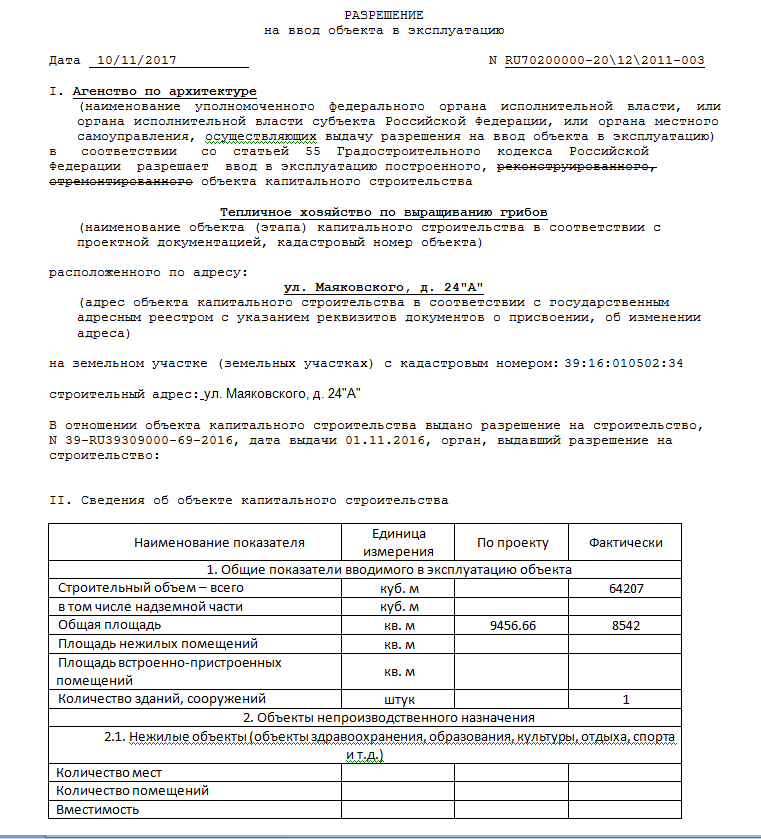 РАЗРЕШЕНИЕ
на ввод объекта в эксплуатацию
Дата 10/11/2017 N RU70200000-20\12\2011-003
I. Агенство по архитектуре
(наименование уполномоченного федерального органа исполнительной власти, или
органа исполнительной власти субъекта Российской Федерации, или органа местного
самоуправления, осуществляющих выдачу разрешения на ввод объекта в эксплуатацию)
в соответствии со статьей 55 Градостроительного кодекса Российской
Федерации разрешает ввод в эксплуатацию построенного, реконструированного,
отремонтированного объекта капитального строительства
Тепличное хозяйство по выращиванию грибов
(наименование объекта (этапа) капитального строительства в соответствии с
проектной документацией, кадастровый номер объекта)
расположенного по адресу:
ул. Маяковского, д. 24"А"
(адрес объекта капитального строительства в соответствии с государственным
адресным реестром с указанием реквизитов документов о присвоении, об изменении
адреса)
на земельном участке (земельных участках) с кадастровым номером: 39:16:010502:34
строительный адрес: ул. Маяковского, д. 24"А"
В отношении объекта капитального строительства выдано разрешение на строительство,
N 39-RU39309000-69-2016, дата выдачи 01.11.2016, орган, выдавший разрешение на
строительство:
II. Сведения об объекте капитального строительства
Наименование показателя Единица измерения По проекту Фактически
1. Общие показатели вводимого в эксплуатацию объекта
Строительный объем – всего куб. м 64207
в том числе надземной части куб. м
Общая площадь кв. м 9456.66 8542
Площадь нежилых помещений кв. м
Площадь встроенно-пристроенных
помещений кв. м
Количество зданий, сооружений штук 1
2. Объекты непроизводственного назначения
2.1. Нежилые объекты (объекты здравоохранения, образования, культуры, отдыха, спорта
и т.д.)
Количество мест
Количество помещений
Вместимость